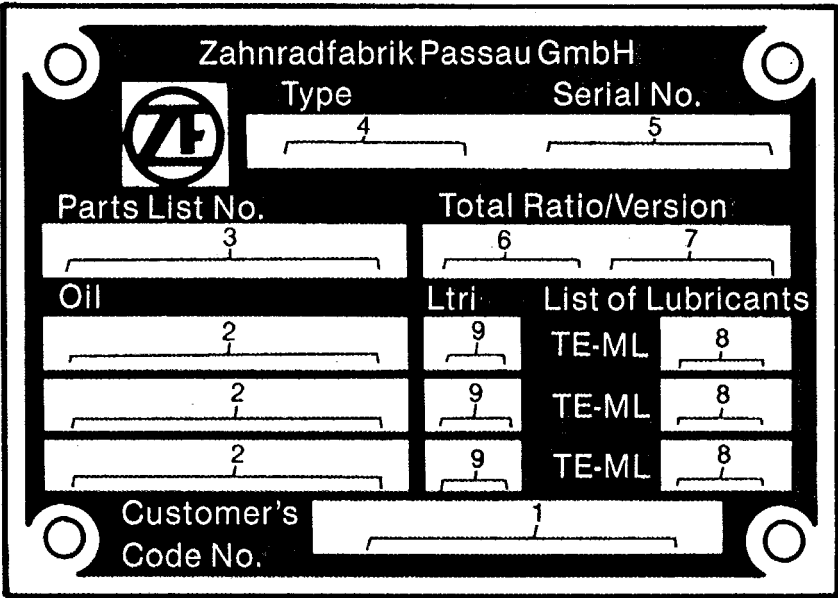 Zahnradfabrik Passau GmbH
Type Serial No.
ZF
4 5
Parts List No. Total Ratio/Version
3 6 7
Oil Ltri List of Lubricants
2 9 TE-ML 8
2 9 TE-ML 8
2 9 TE-ML 8
Customer's 1
Code No.